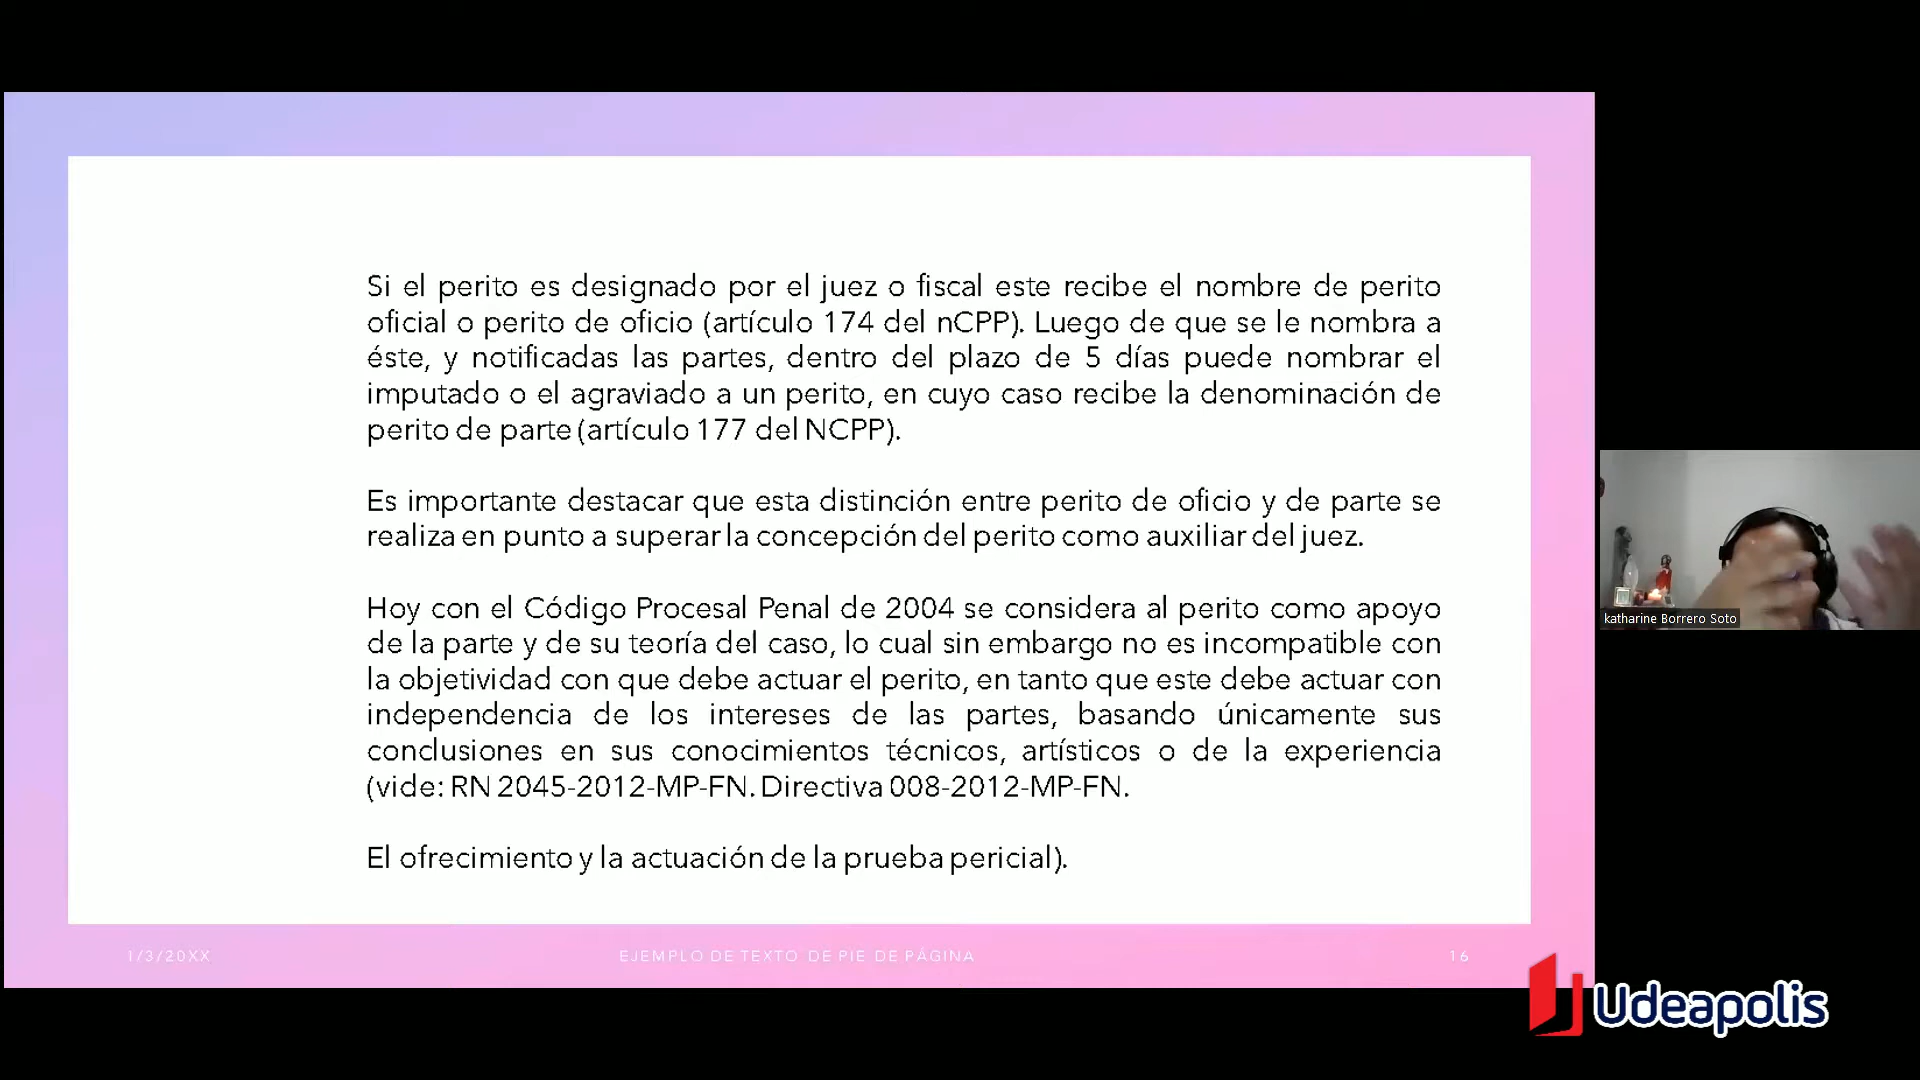 Si el perito es designado por el juez o fiscal este recibe el nombre de perito
oficial o perito de oficio (artículo 174 del nCPP). Luego de que se le nombra a
éste, y notificadas las partes, dentro del plazo de 5 días puede nombrar el
imputado o el agraviado a un perito, en cuyo caso recibe la denominación de
perito de parte (artículo 177 del NCPP).
Es importante destacar que esta distinción entre perito de oficio y de parte se
realiza en punto a superar la concepción del perito como auxiliar del juez.
Hoy con el Código Procesal Penal de 2004 se considera al perito como apoyo
de la parte y de su teoría del caso, lo cual sin embargo no es incompatible con
la objetividad con que debe actuar el perito, en tanto que este debe actuar con
independencia de los intereses de las partes, basando únicamente sus
conclusiones en sus conocimientos técnicos, artísticos o de la experiencia
(vide: RN 2045-2012-MP-FN. Directiva 008-2012-MP-FN.
El ofrecimiento y la actuación de la prueba pericial).
1/3/20XX
EJEMPLO DE TEXTO DE PIE DE PÁGINA
16
katharine Borrero Soto
Udeapolis